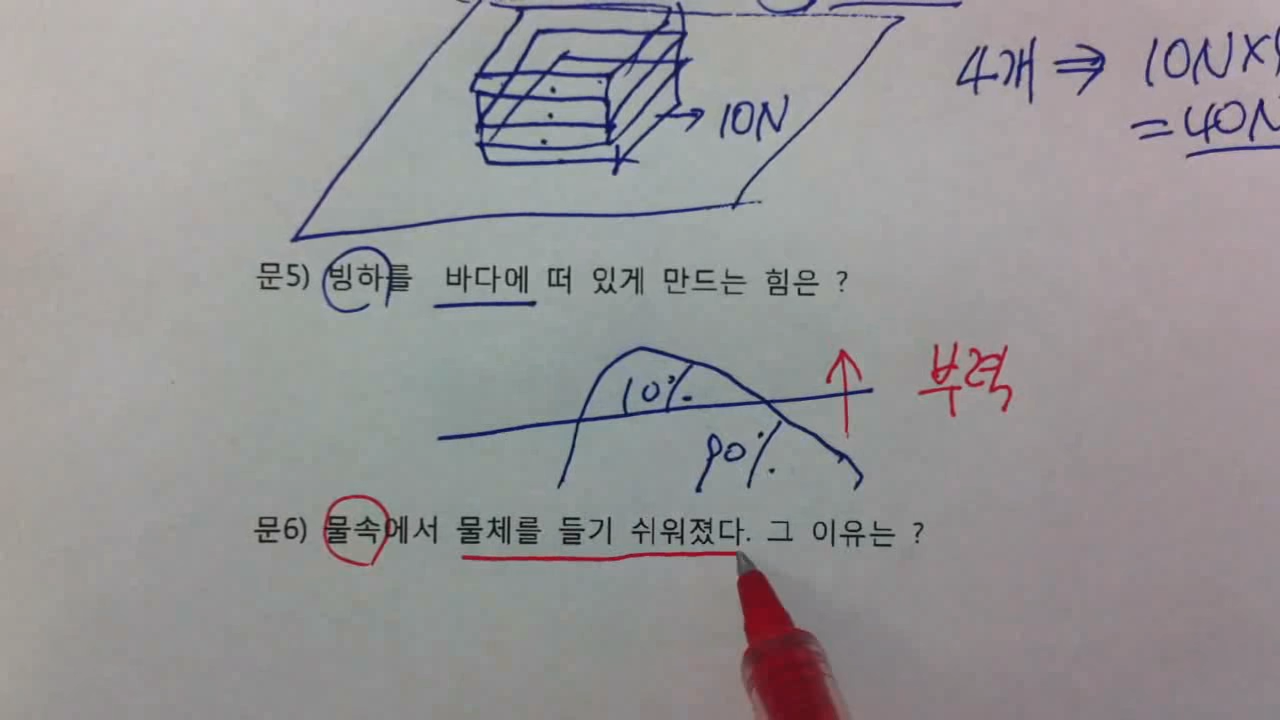 4개 ⇒ 10N×
=40N
→ 10N
문5) 빙하를 바다에 떠 있게 만드는 힘은 ?
부력
10%
90%
문6) 물속에서 물체를 들기 쉬워졌다. 그 이유는 ?